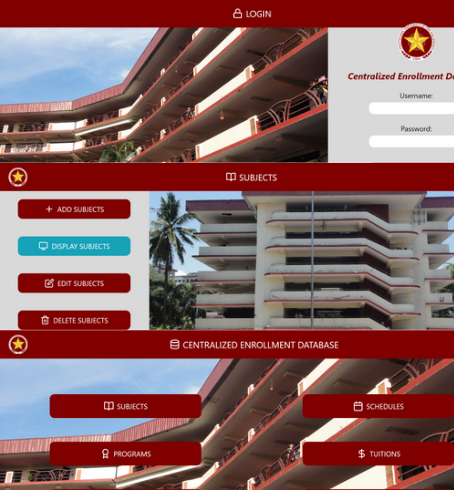 LOGIN
Centralized Enrollment
Username:
Password:
SUBJECTS
+ ADD SUBJECTS
DISPLAY SUBJECTS
EDIT SUBJECTS
DELETE SUBJECTS
CENTRALIZED ENROLLMENT DATABASE
SUBJECTS
SCHEDULES
PROGRAMS
$ TUITIONS